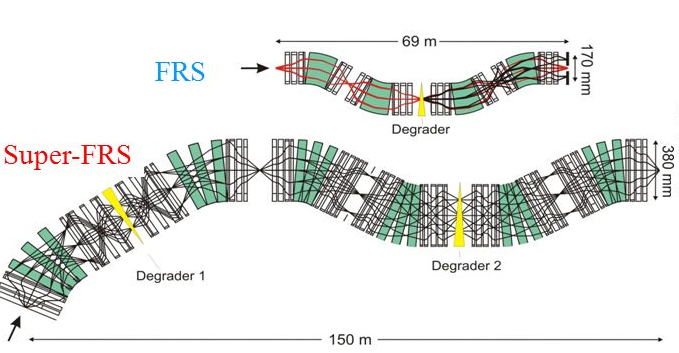 69 m
FRS
170 mm
Degrader
Super-FRS
380 mm
Degrader 1
Degrader 2
150 m